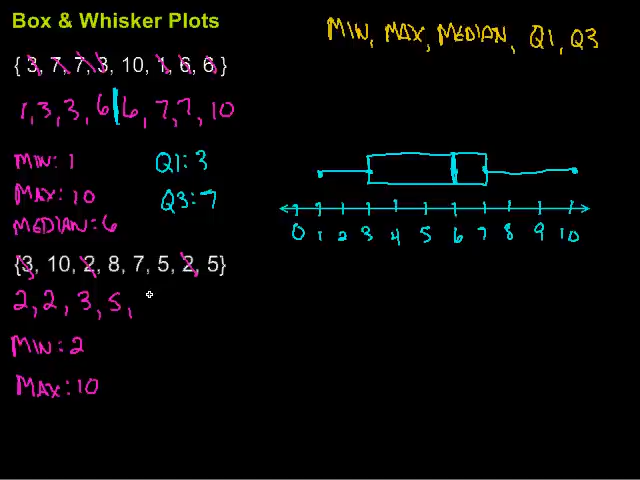 Box & Whisker Plots
MIN, MAX, MEDIAN, Q1, Q3
{ 3, 7, 7, 3, 10, 1, 6, 6 }
1, 3, 3, 6 6, 7, 7, 10
MIN: 1
Q1: 3
MAX: 10
Q3: 7
MEDIAN: 6
0 1 2 3 4 5 6 7 8 9 10
{3, 10, 2, 8, 7, 5, 2, 5}
2, 2, 3, 5,
MIN: 2
MAX: 10